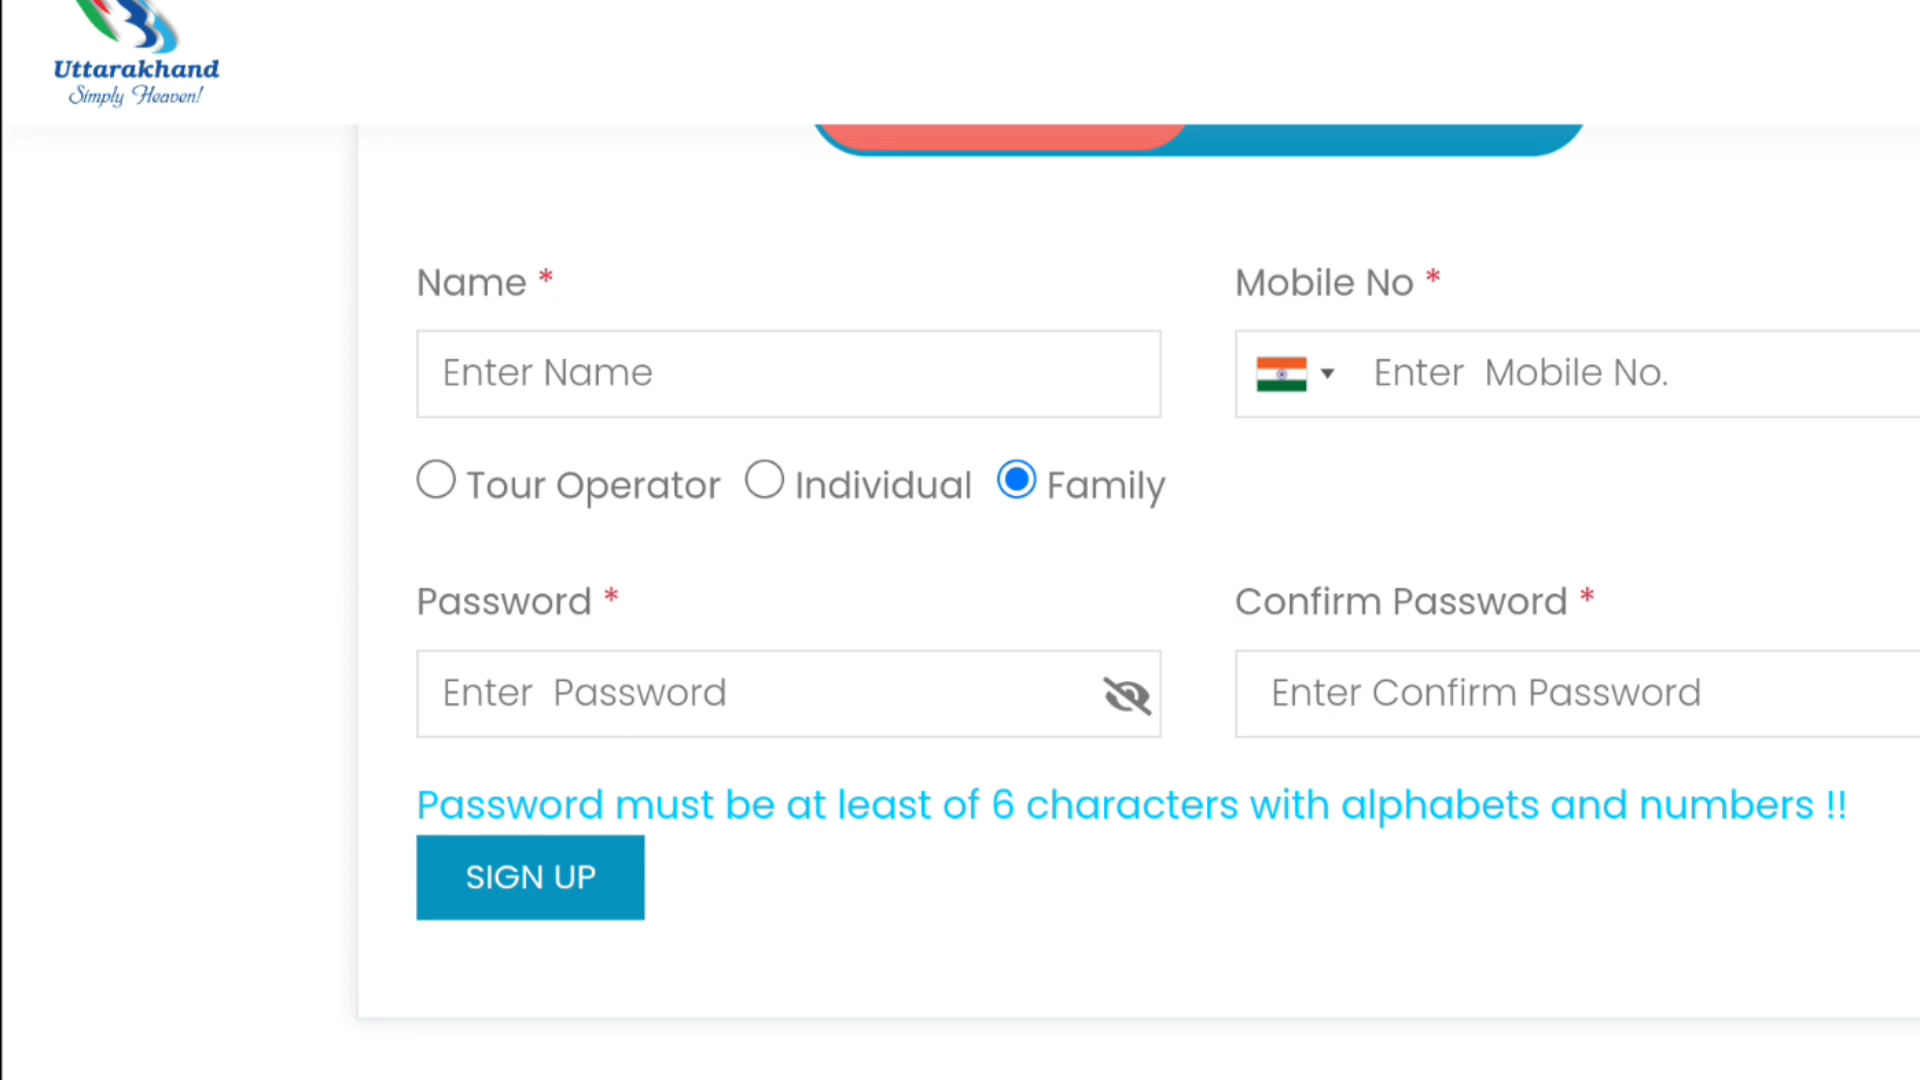 Uttarakhand
Simply Heaven!
Name * Mobile No *
Enter Name Enter  Mobile No.
Tour Operator Individual Family
Password * Confirm Password *
Enter  Password Enter Confirm Password
Password must be at least of 6 characters with alphabets and numbers !!
SIGN UP